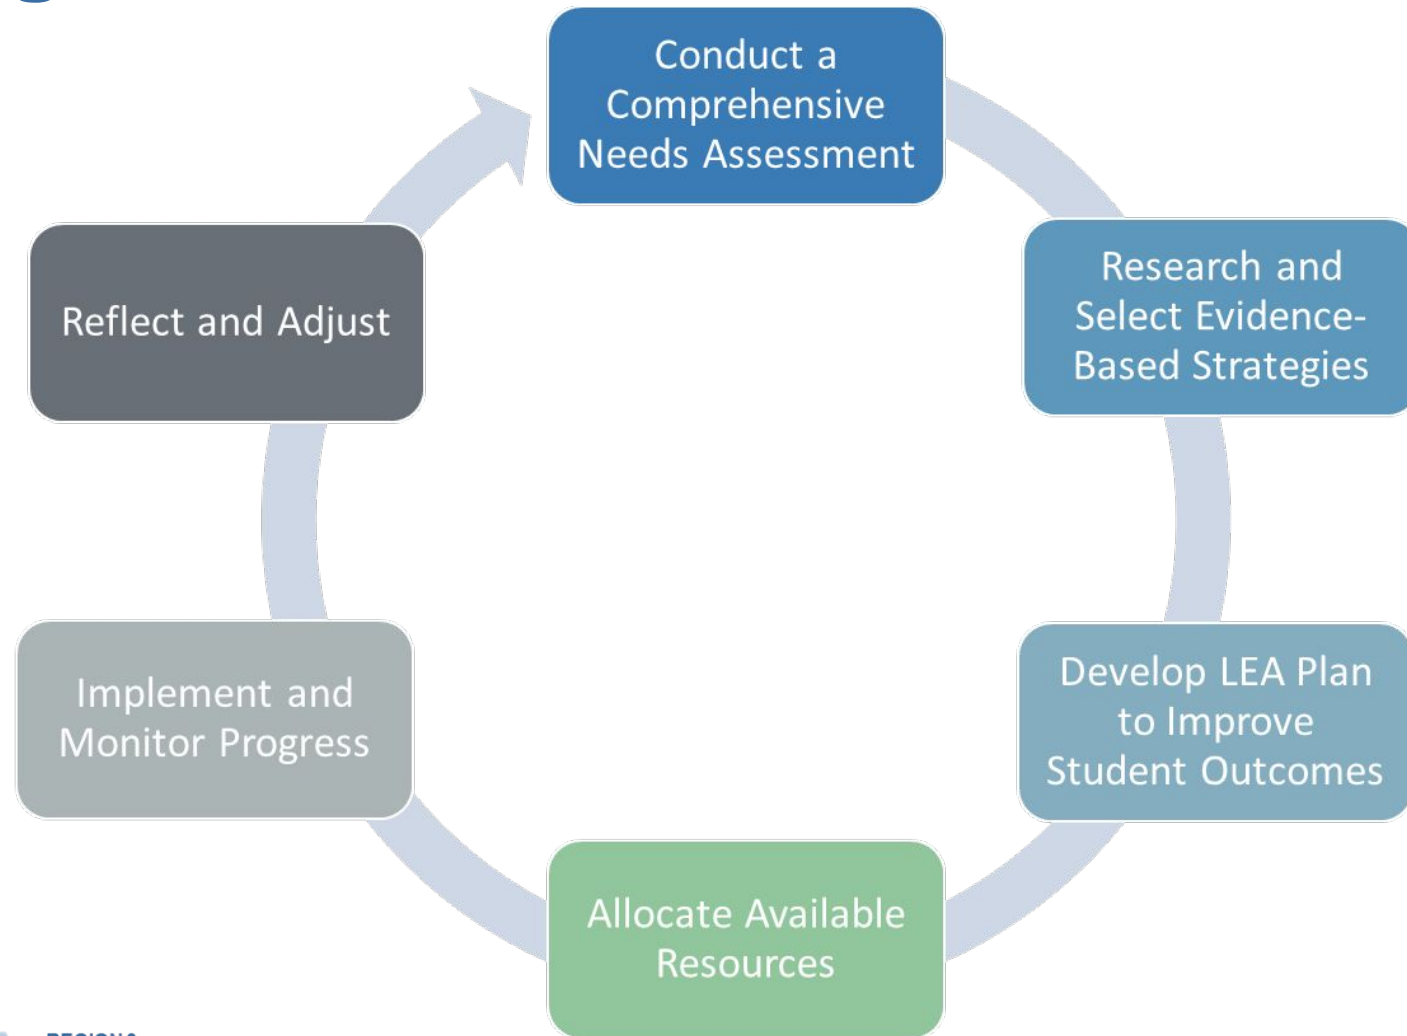 Conduct a
Comprehensive
Needs Assessment
Research and
Select Evidence-
Based Strategies
Develop LEA Plan
to Improve
Student Outcomes
Allocate Available
Resources
Implement and
Monitor Progress
Reflect and Adjust